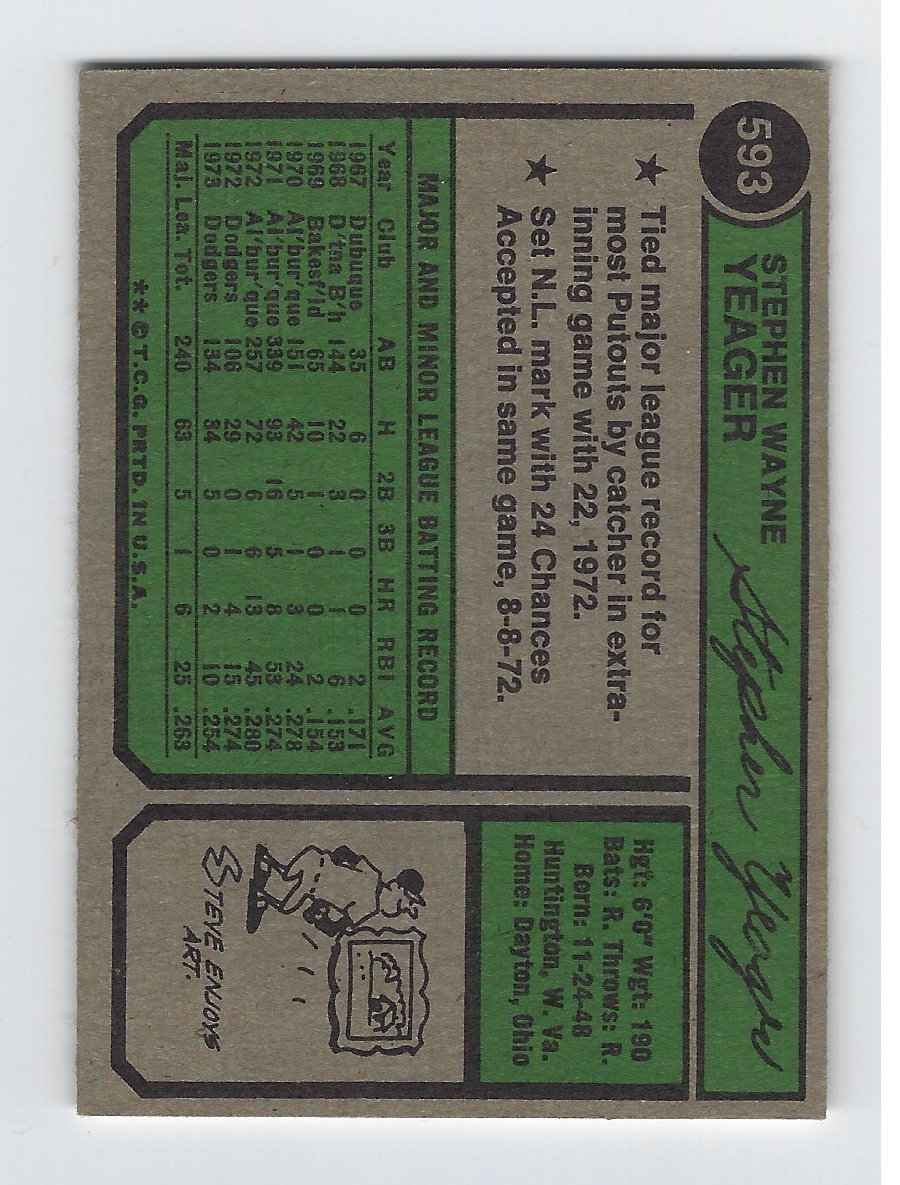 593
STEPHEN WAYNE
YEAGER
Stephen Yeager
★ Tied major league record for
most Putouts by catcher in extra-
inning game with 22, 1972.
★ Set N.L. mark with 24 Chances
Accepted in same game, 8-8-72.
MAJOR AND MINOR LEAGUE BATTING RECORD
Year Club AB H 2B 3B HR RBI AVG
1967 Dubuque 35 6 0 0 0 2 .171
1968 D'tna B'h 144 22 3 1 1 6 .153
1969 Bakesf'ld 65 10 1 0 0 2 .154
1970 Al'bur'que 151 42 5 1 3 24 .278
1971 Al'bur'que 339 93 16 5 8 53 .274
1972 Al'bur'que 257 72 6 6 13 45 .280
1972 Dodgers 106 29 0 1 4 15 .274
1973 Dodgers 134 34 5 0 2 10 .254
Maj. Lea. Tot. 240 63 5 1 6 25 .263
**©T.C.G. PRTD. IN U.S.A.
Hgt: 6'0" Wgt: 190
Bats: R. Throws: R.
Born: 11-24-48
Huntington, W. Va.
Home: Dayton, Ohio
STEVE ENJOYS
ART.